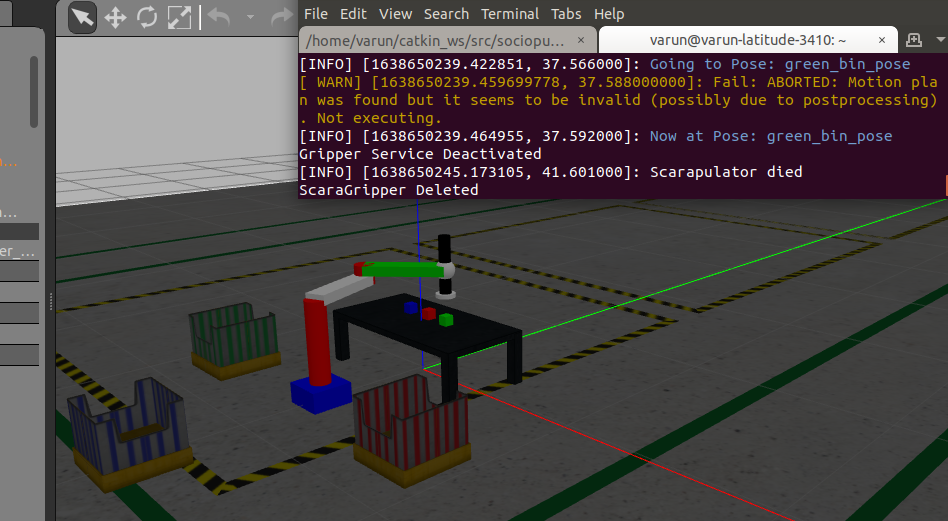 File Edit View Search Terminal Tabs Help
/home/varun/catkin_ws/src/sociopu... ×
varun@varun-latitude-3410: ~ ×
[INFO] [1638650239.422851, 37.566000]: Going to Pose: green_bin_pose
[ WARN] [1638650239.459699778, 37.588000000]: Fail: ABORTED: Motion pla
n was found but it seems to be invalid (possibly due to postprocessing)
. Not executing.
[INFO] [1638650239.464955, 37.592000]: Now at Pose: green_bin_pose
Gripper Service Deactivated
[INFO] [1638650245.173105, 41.601000]: Scarapulator died
ScaraGripper Deleted
...
...
er_...